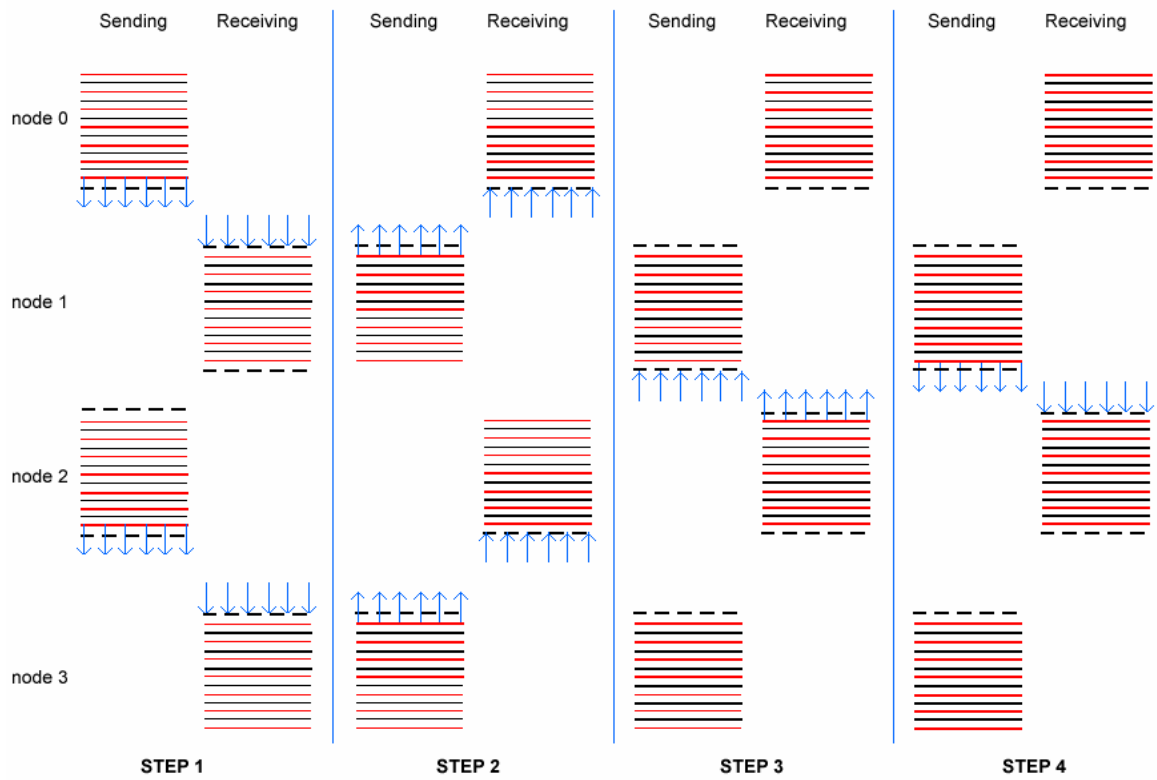 Sending Receiving Sending Receiving Sending Receiving Sending Receiving
node 0
node 1
node 2
node 3
STEP 1 STEP 2 STEP 3 STEP 4